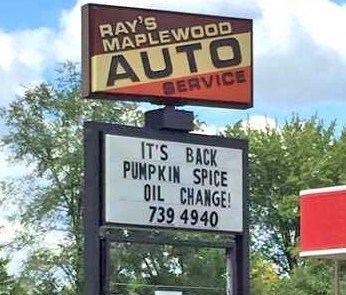 RAY'S
MAPLEWOOD
AUTO
SERVICE
IT'S BACK
PUMPKIN SPICE
OIL CHANGE!
739 4940